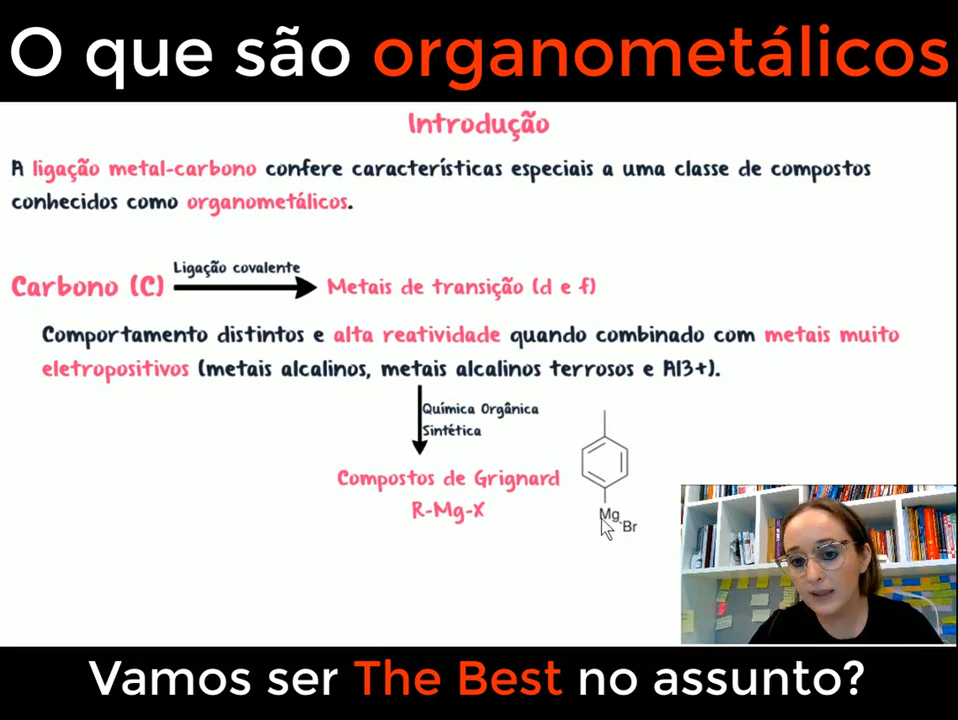 O que são organometálicos
Introdução
A ligação metal-carbono confere características especiais a uma classe de compostos
conhecidos como organometálicos.
Ligação covalente
Carbono (C) Metais de transição (d e f)
Comportamento distintos e alta reatividade quando combinado com metais muito
eletropositivos (metais alcalinos, metais alcalinos terrosos e Al3+).
Química Orgânica
Sintética
Compostos de Grignard
R-Mg-X
Mg
Br
Vamos ser The Best no assunto?